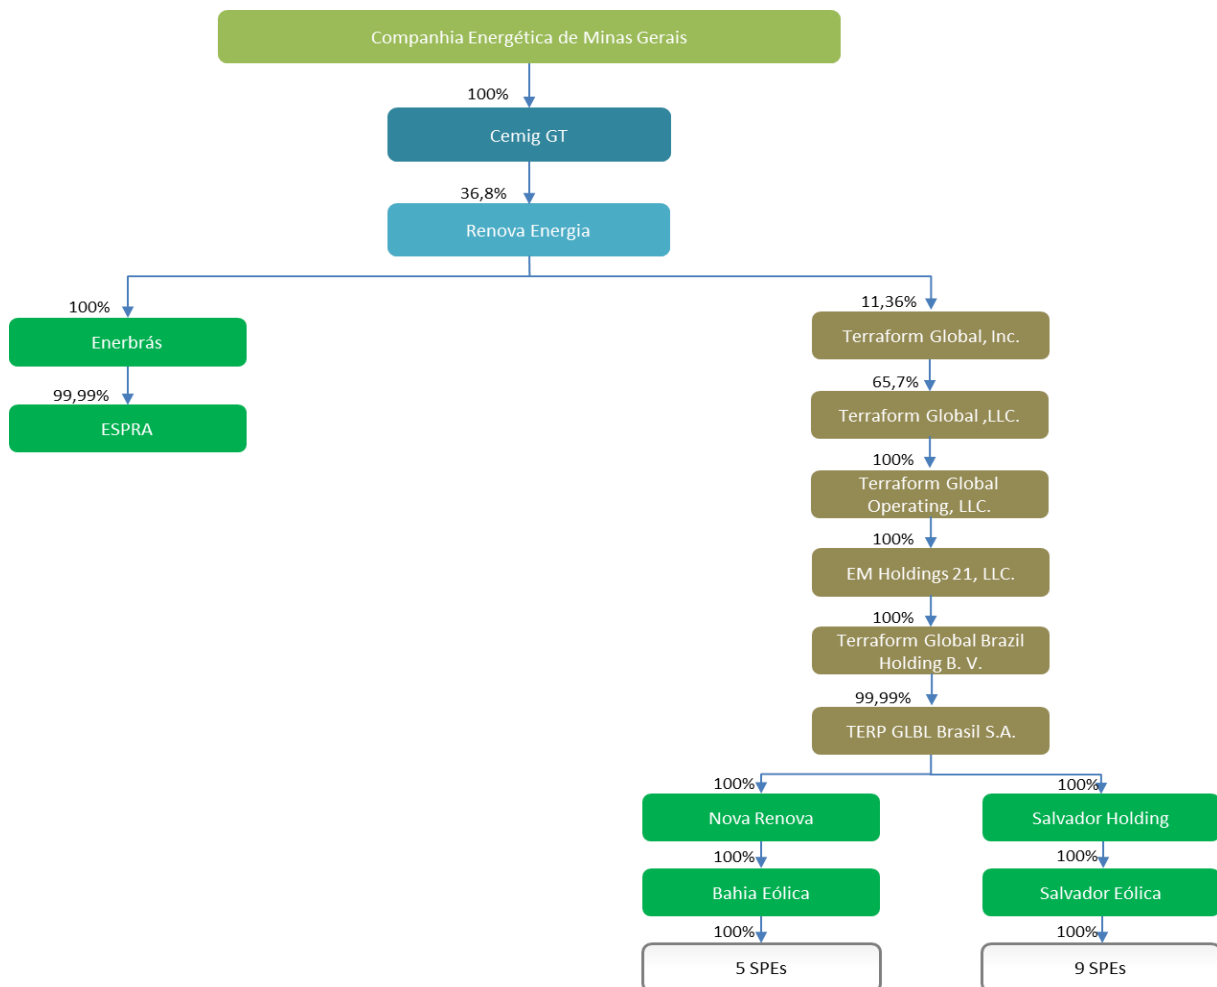 Companhia Energética de Minas Gerais
100%
Cemig GT
36,8%
Renova Energia
100%
11,36%
Enerbrás
Terraform Global, Inc.
99,99%
65,7%
ESPRA
Terraform Global ,LLC.
100%
Terraform Global
Operating, LLC.
100%
EM Holdings 21, LLC.
100%
Terraform Global Brazil
Holding B. V.
99,99%
TERP GLBL Brasil S.A.
100%
100%
Nova Renova
Salvador Holding
100%
100%
Bahia Eólica
Salvador Eólica
100%
100%
5 SPEs
9 SPEs